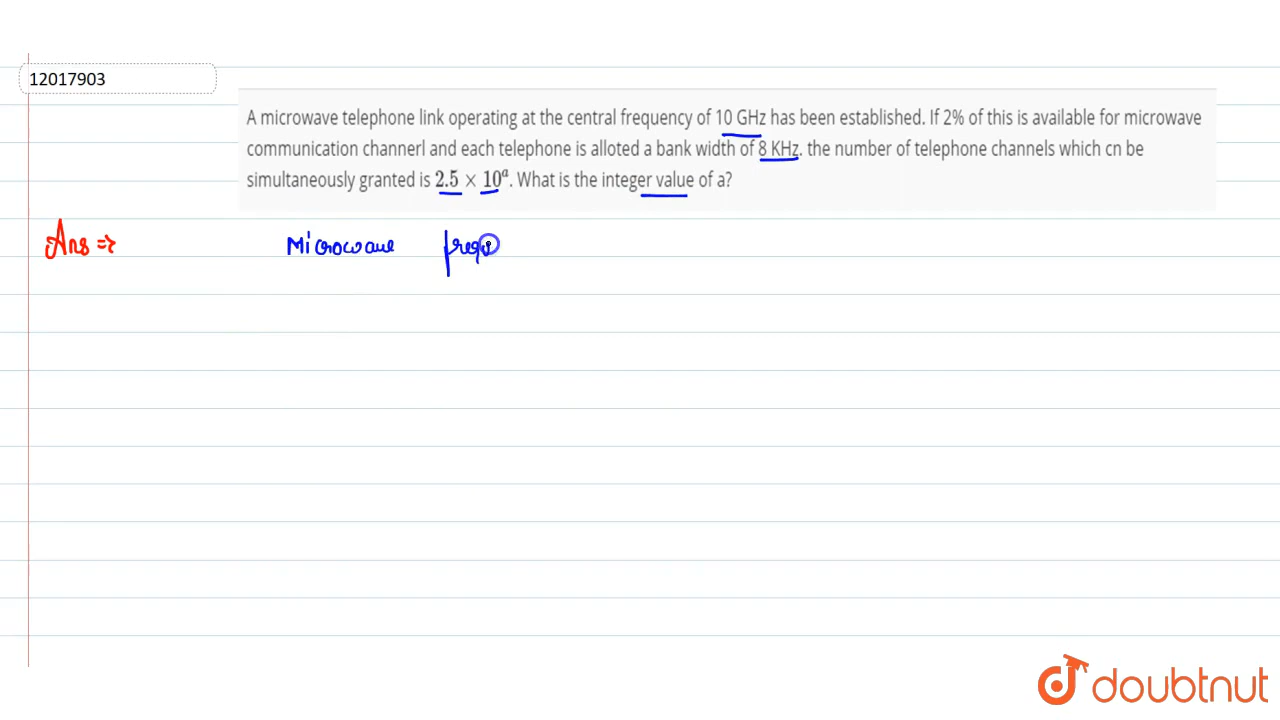 12017903
A microwave telephone link operating at the central frequency of 10 GHz has been established. If 2% of this is available for microwave
communication channerl and each telephone is alloted a bank width of 8 KHz. the number of telephone channels which cn be
simultaneously granted is 2.5 × 10ᵃ. What is the integer value of a?
Ans ⇒ Microwave frequ
doubtnut